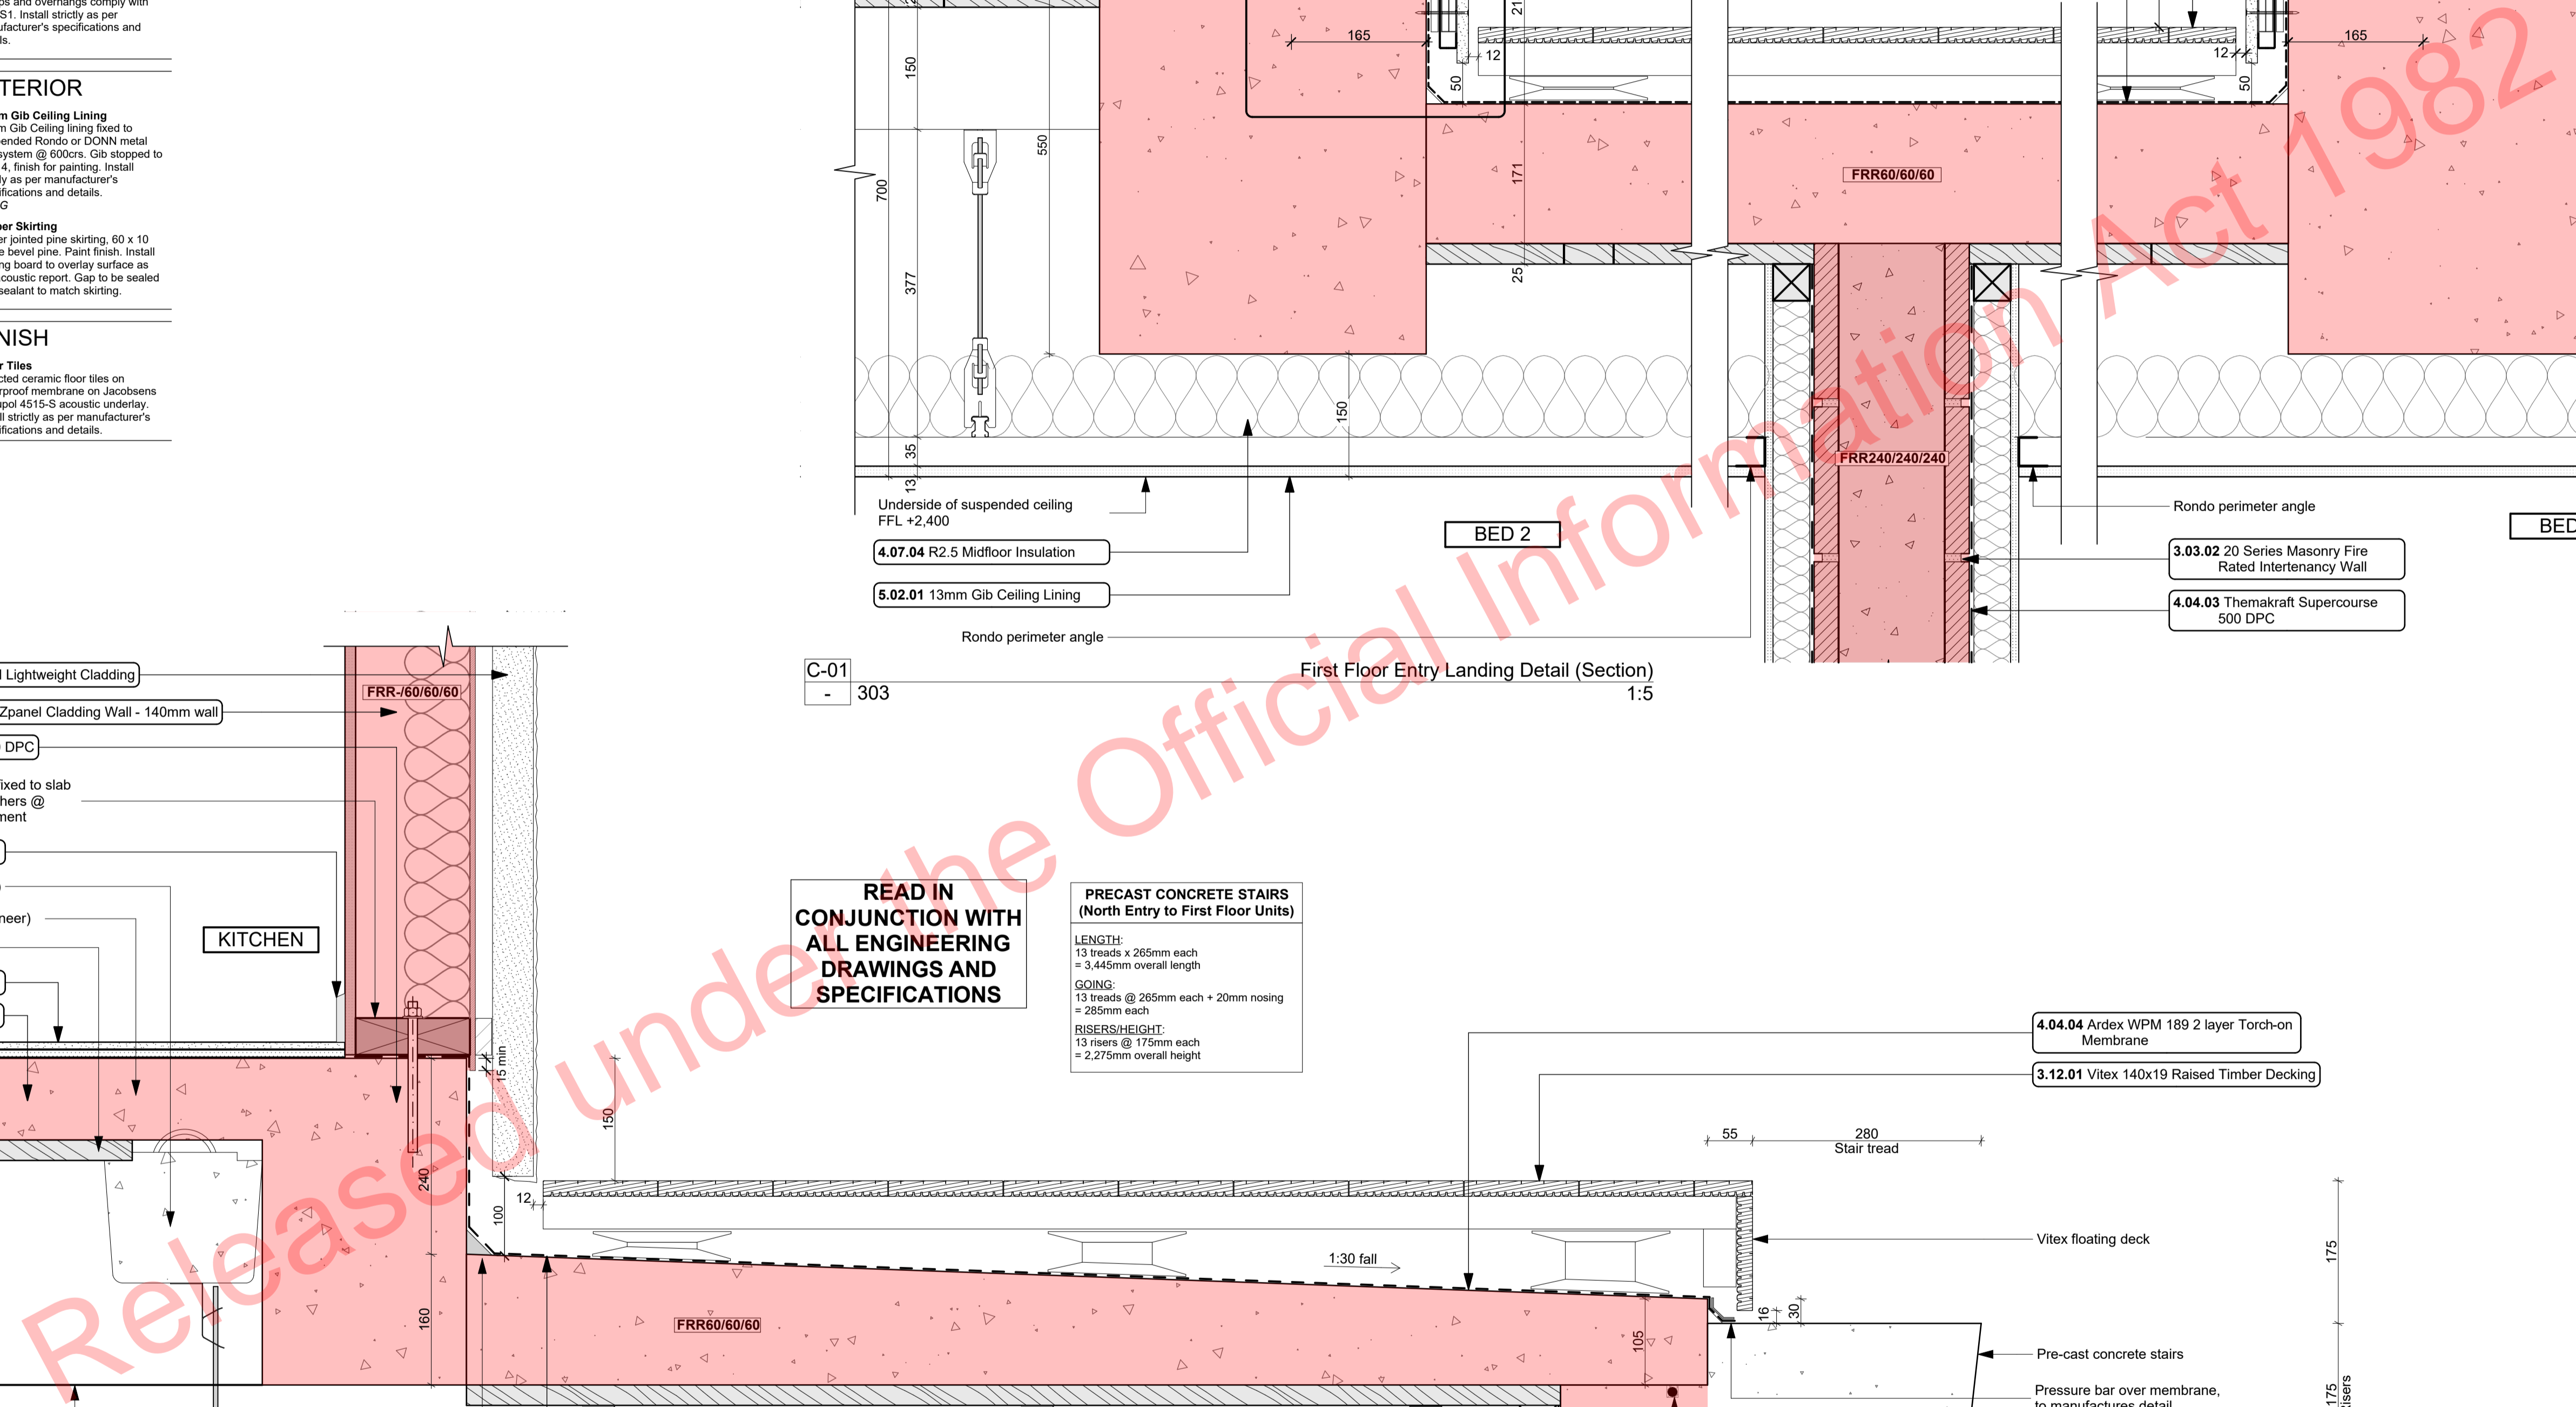 ps and overhangs comply with
S1. Install strictly as per
ufacturer's specifications and
ls.
TERIOR
m Gib Ceiling Lining
m Gib Ceiling lining fixed to
ended Rondo or DONN metal
system @ 600crs. Gib stopped to
4, finish for painting. Install
ly as per manufacturer's
ifications and details.
G
er Skirting
er jointed pine skirting, 60 x 10
e bevel pine. Paint finish. Install
ng board to overlay surface as
coustic report. Gap to be sealed
sealant to match skirting.
NISH
r Tiles
cted ceramic floor tiles on
rproof membrane on Jacobsens
upol 4515-S acoustic underlay.
ll strictly as per manufacturer's
ifications and details.
150
700
377
35
13
550
165
12
50
21
171
25
150
12
50
165
FRR60/60/60
FRR240/240/240
Underside of suspended ceiling
FFL +2,400
4.07.04 R2.5 Midfloor Insulation
5.02.01 13mm Gib Ceiling Lining
Rondo perimeter angle
BED 2
Rondo perimeter angle
BED
3.03.02 20 Series Masonry Fire
Rated Intertenancy Wall
4.04.03 Themakraft Supercourse
500 DPC
C-01
First Floor Entry Landing Detail (Section)
- 303
1:5
l Lightweight Cladding
Zpanel Cladding Wall - 140mm wall
DPC
ixed to slab
hers @
ment
neer)
KITCHEN
FRR-/60/60/60
READ IN
CONJUNCTION WITH
ALL ENGINEERING
DRAWINGS AND
SPECIFICATIONS
PRECAST CONCRETE STAIRS
(North Entry to First Floor Units)
LENGTH:
13 treads x 265mm each
= 3,445mm overall length
GOING:
13 treads @ 265mm each + 20mm nosing
= 285mm each
RISERS/HEIGHT:
13 risers @ 175mm each
= 2,275mm overall height
4.04.04 Ardex WPM 189 2 layer Torch-on
Membrane
3.12.01 Vitex 140x19 Raised Timber Decking
15 min
150
240
12
100
160
1:30 fall
FRR60/60/60
105
55
280
Stair tread
16
30
175
175
isers
Vitex floating deck
Pre-cast concrete stairs
Pressure bar over membrane,
to manufactures detail
Released under the Official Information Act 1982